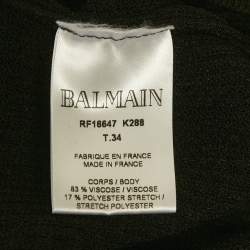 BALMAIN
RF16647 K288
T.34
FABRIQUE EN FRANCE
MADE IN FRANCE
CORPS / BODY
83 % VISCOSE / VISCOSE
17 % POLYESTER STRETCH /
STRETCH POLYESTER